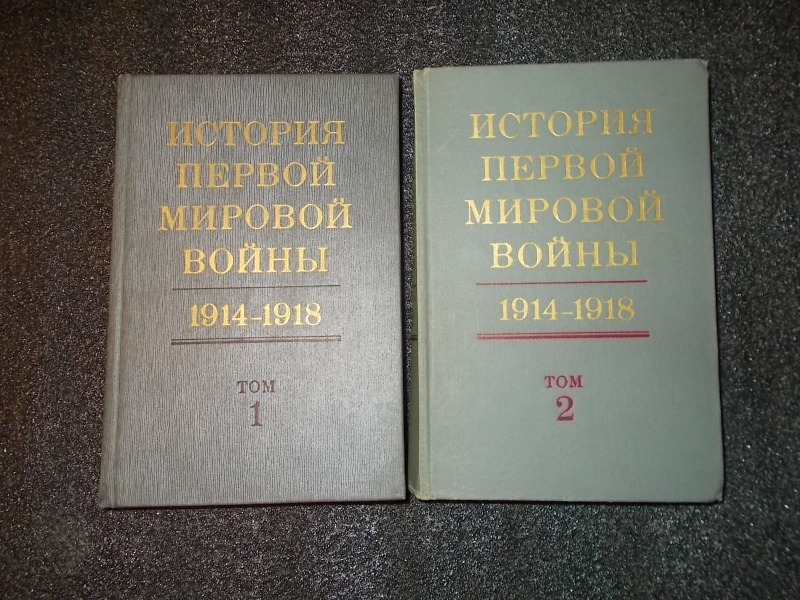 ИСТОРИЯ
ПЕРВОЙ
МИРОВОЙ
ВОЙНЫ
1914-1918
ТОМ
1
ИСТОРИЯ
ПЕРВОЙ
МИРОВОЙ
ВОЙНЫ
1914-1918
ТОМ
2